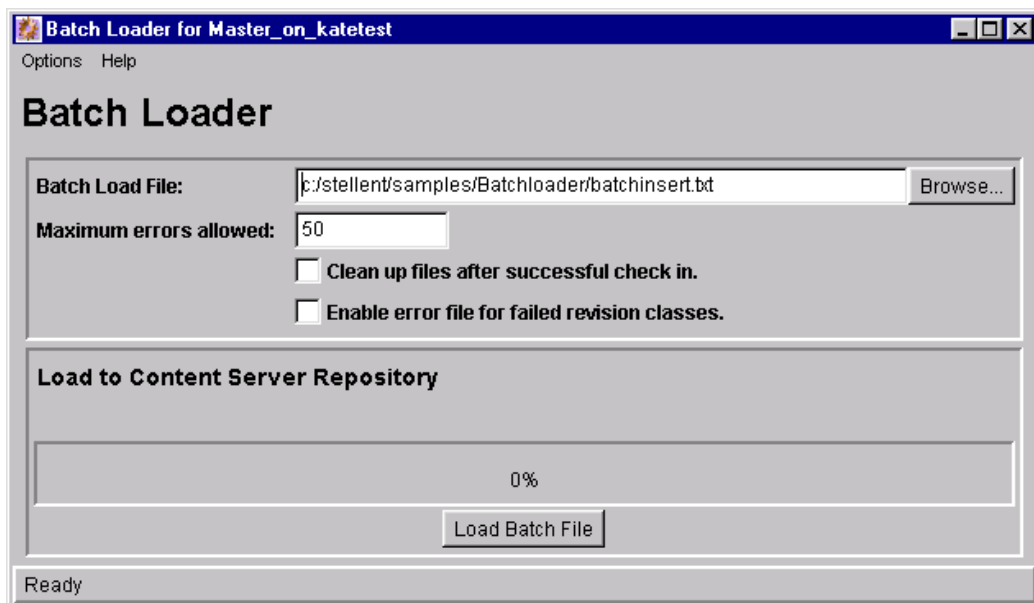 Batch Loader for Master_on_katetest
Options Help
Batch Loader
Batch Load File: c:/stellent/samples/Batchloader/batchinsert.txt Browse...
Maximum errors allowed: 50
Clean up files after successful check in.
Enable error file for failed revision classes.
Load to Content Server Repository
0%
Load Batch File
Ready